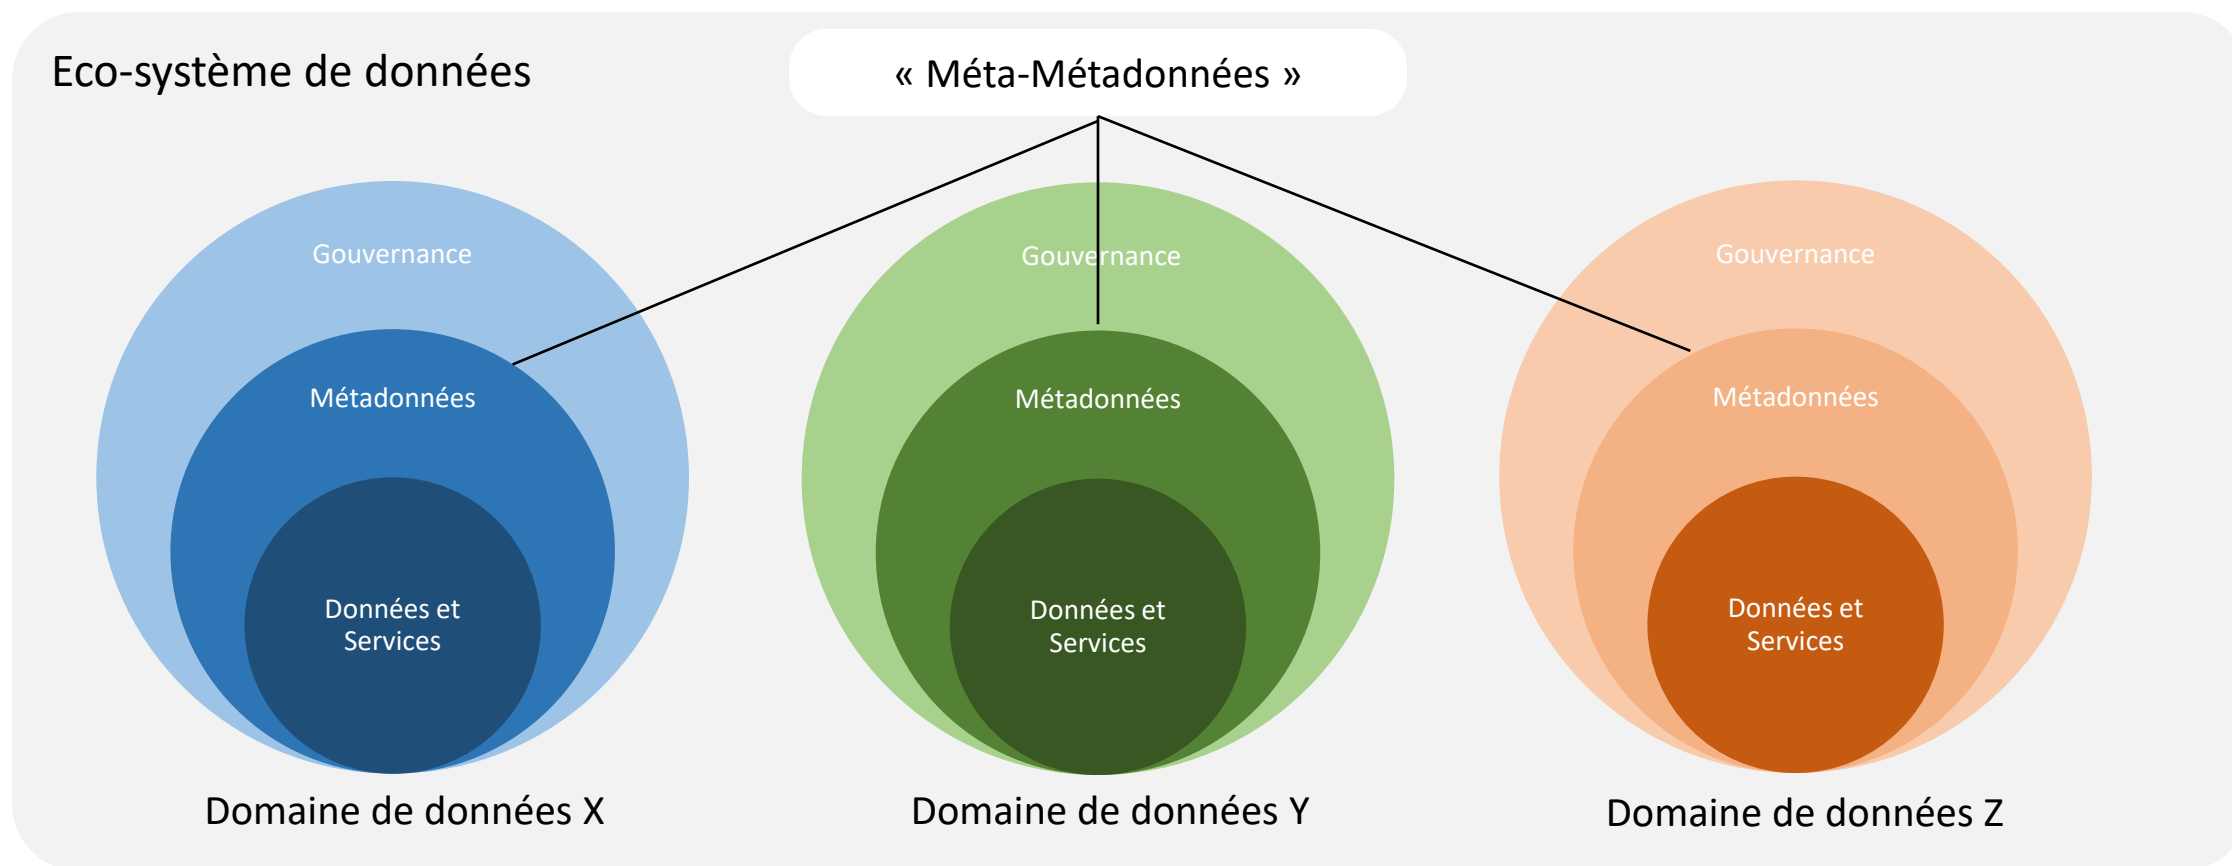 Eco-système de données
« Méta-Métadonnées »
Gouvernance
Métadonnées
Données et
Services
Domaine de données X
Gouvernance
Métadonnées
Données et
Services
Domaine de données Y
Gouvernance
Métadonnées
Données et
Services
Domaine de données Z